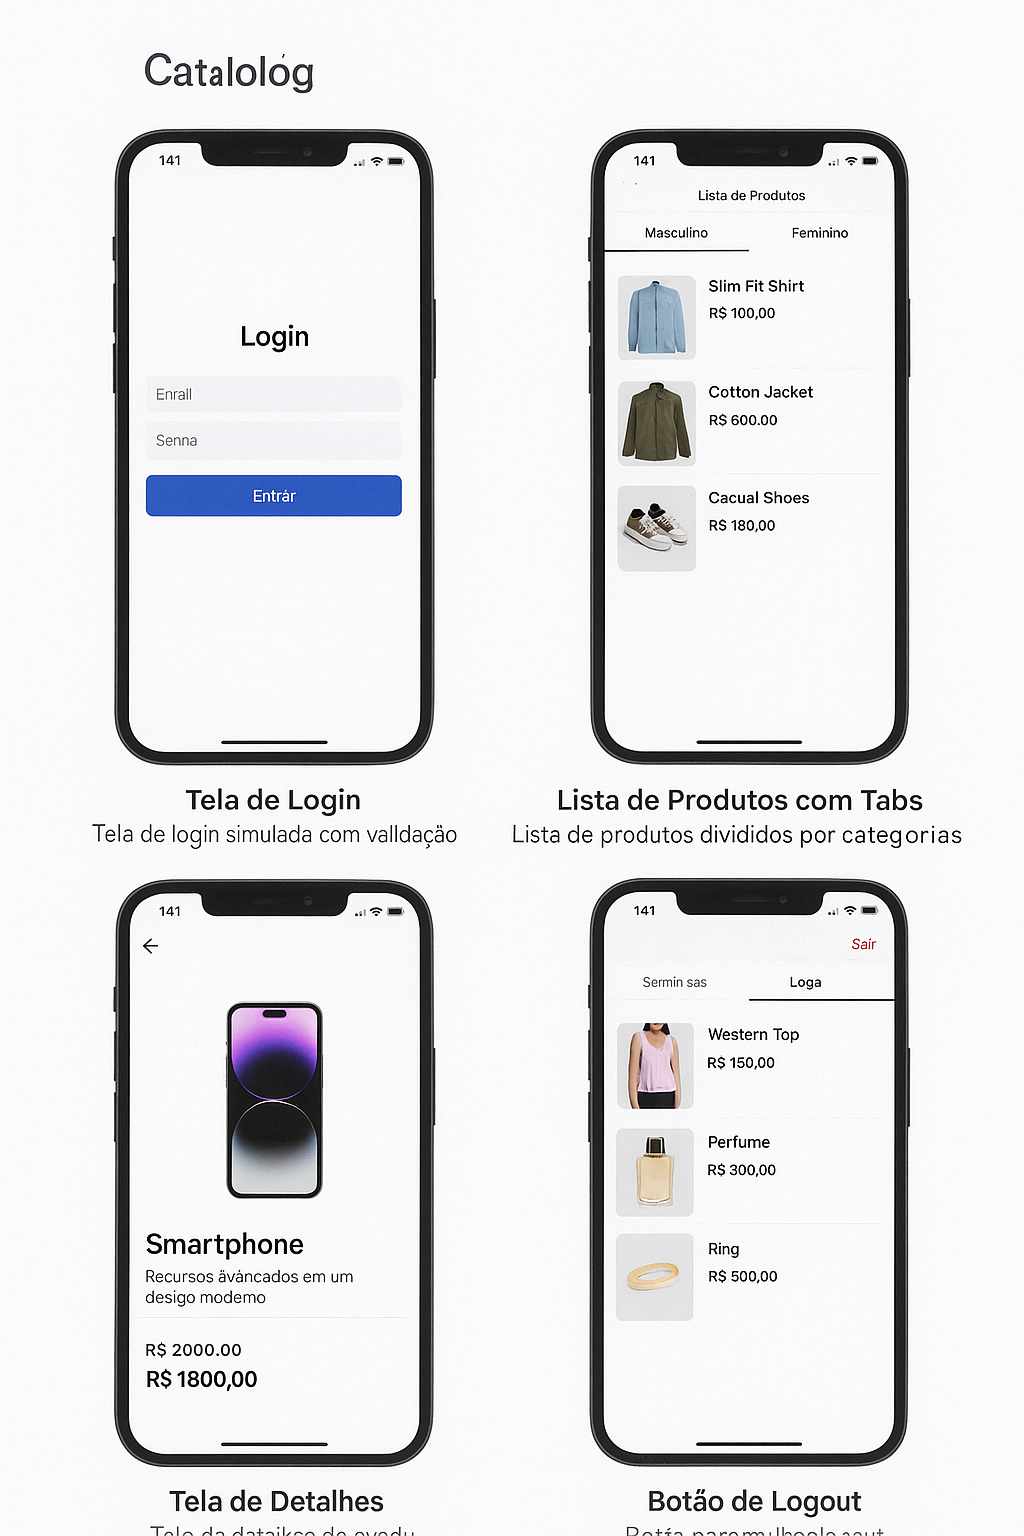 Catalológ
141
Login
Enrall
Senna
Entrár
Tela de Login
Tela de login simulada com valldação
141
Lista de Produtos
Masculino Feminino
Slim Fit Shirt
R$ 100,00
Cotton Jacket
R$ 600.00
Cacual Shoes
R$ 180,00
Lista de Produtos com Tabs
Lista de produtos divididos por categorias
141
Smartphone
Recursos äváncados em um
desigo modemo
R$ 2000.00
R$ 1800,00
Tela de Detalhes
141
Saír
Sermin sas Loga
Western Top
R$ 150,00
Perfume
R$ 300,00
Ring
R$ 500,00
Botão de Logout